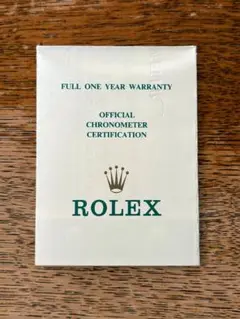 FULL ONE YEAR WARRANTY
OFFICIAL
CHRONOMETER
CERTIFICATION
ROLEX